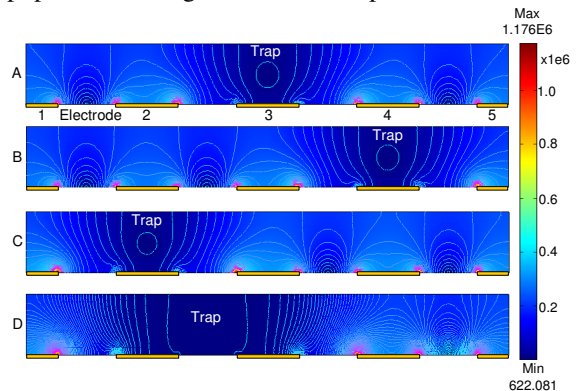 Max
1.176E6
Trap
A
x1e6
1.0
1 Electrode 2 3 4 5
Trap
B
0.8
0.6
Trap
C
0.4
Trap
D
0.2
Min
622.081